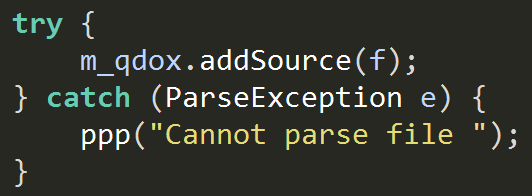 try {
    m_qdox.addSource(f);
} catch (ParseException e) {
    ppp("Cannot parse file ");
}